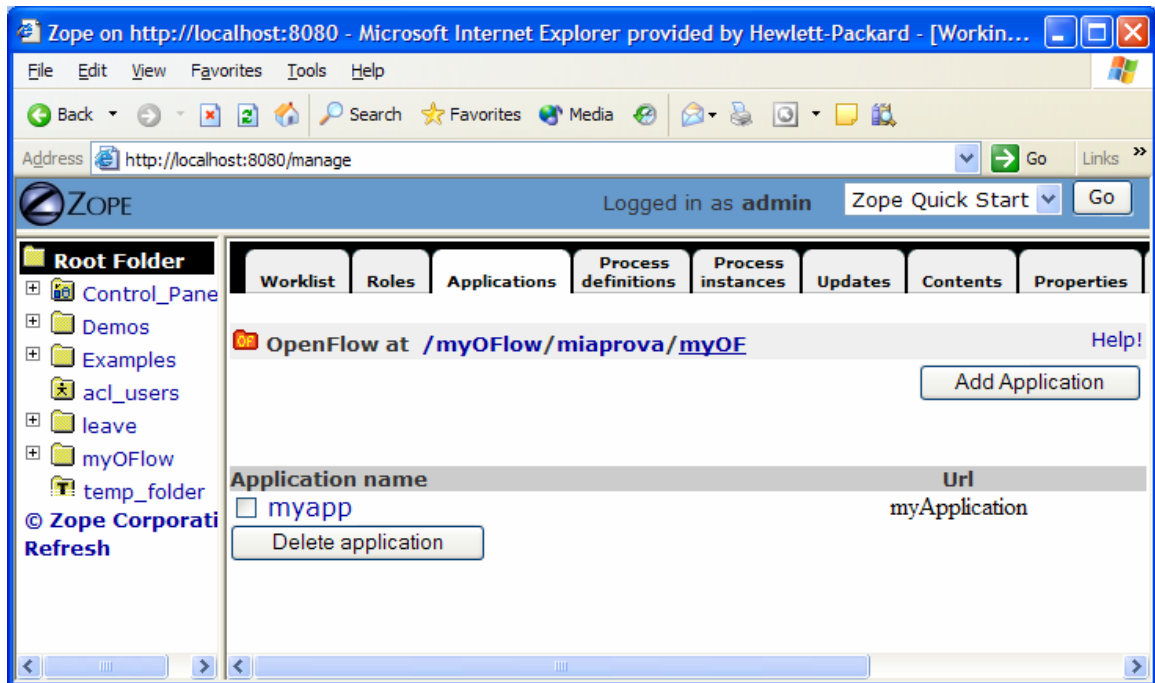 Zope on http://localhost:8080 - Microsoft Internet Explorer provided by Hewlett-Packard - [Workin...
File Edit View Favorites Tools Help
Back Search Favorites Media
Address http://localhost:8080/manage Go Links »
ZOPE Logged in as admin Zope Quick Start Go
Root Folder
Control_Pane
Demos
Examples
acl_users
leave
myOFlow
temp_folder
© Zope Corporati
Refresh
Worklist Roles Applications Process definitions Process instances Updates Contents Properties
OpenFlow at /myOFlow/miaprova/myOF Help!
Add Application
Application name Url
myapp myApplication
Delete application